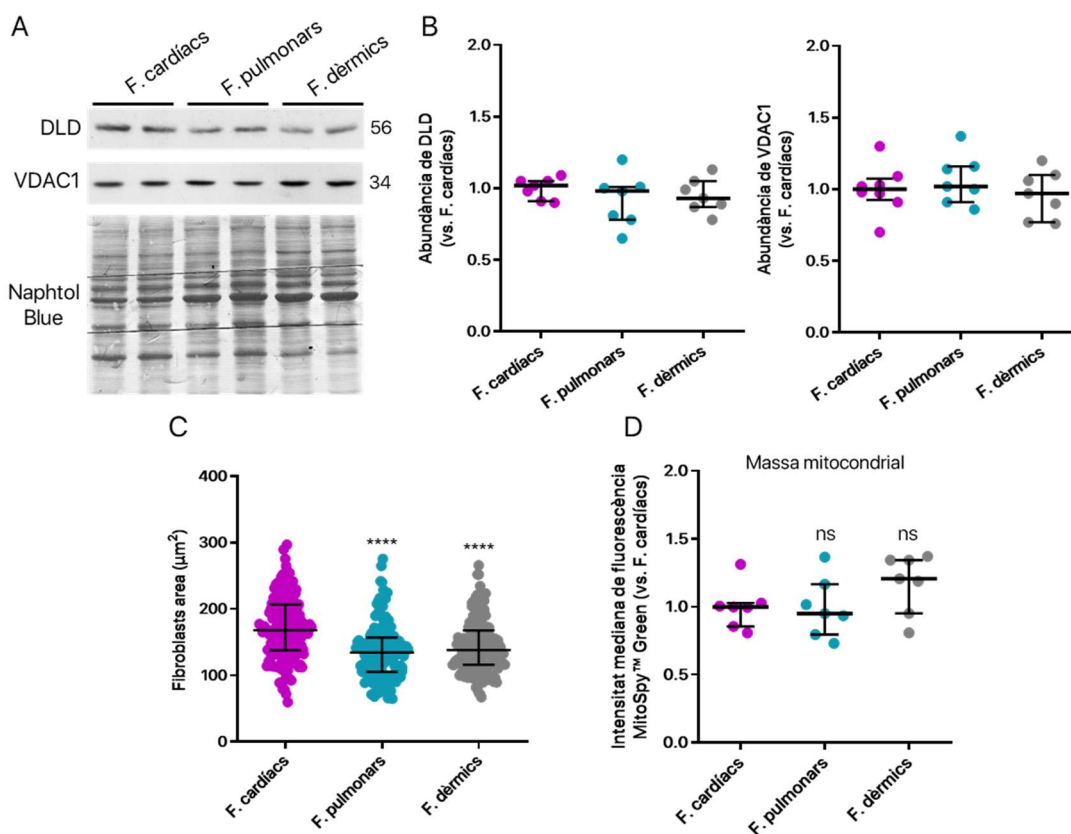 A
F. cardíacs
F. pulmonars
F. dèrmics
DLD
56
VDAC1
34
Naphtol
Blue
B
Abundància de DLD
(vs. F. cardíacs)
2.0
1.5
1.0
0.5
0.0
F. cardíacs
F. pulmonars
F. dèrmics
Abundància de VDAC1
(vs. F. cardíacs)
2.0
1.5
1.0
0.5
0.0
F. cardíacs
F. pulmonars
F. dèrmics
C
Fibroblasts area (µm²)
400
300
200
100
0
****
****
F. cardíacs
F. pulmonars
F. dèrmics
D
Massa mitocondrial
Intensitat mediana de fluorescència
MitoSpy™ Green (vs. F. cardíacs)
2.0
1.5
1.0
0.5
0.0
ns
ns
F. cardíacs
F. pulmonars
F. dèrmics